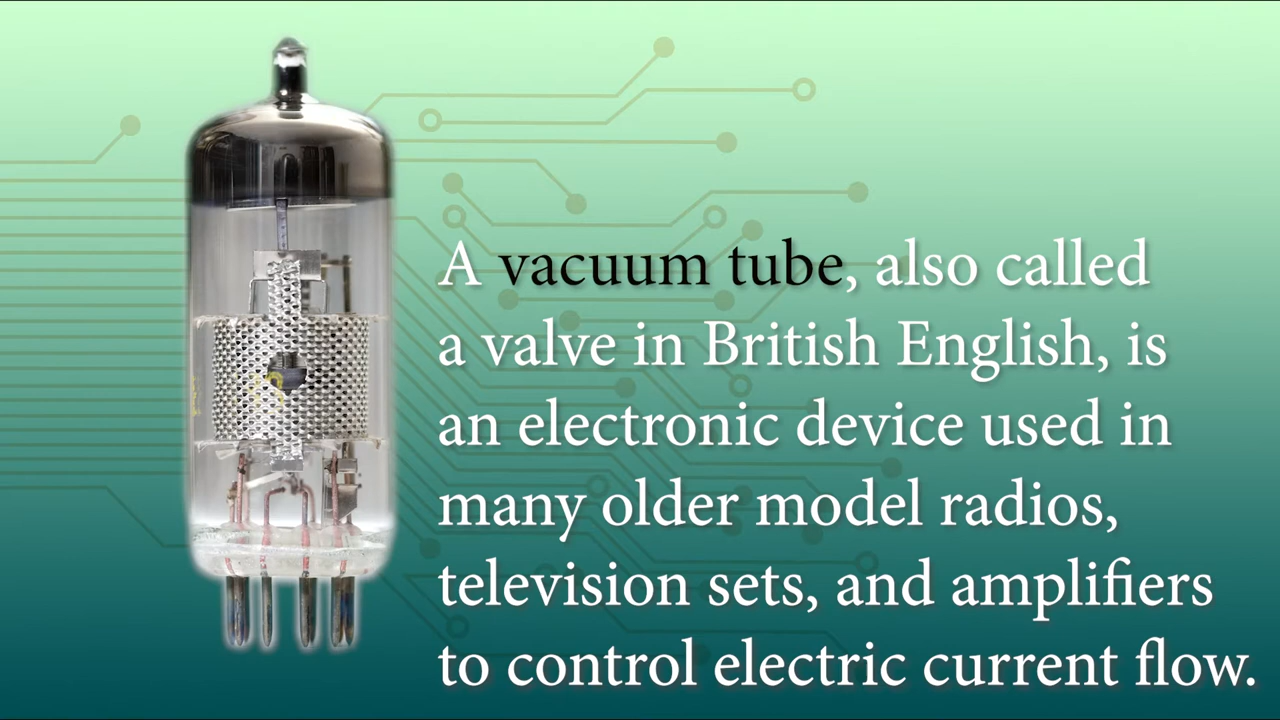 A vacuum tube, also called
a valve in British English, is
an electronic device used in
many older model radios,
television sets, and amplifiers
to control electric current flow.